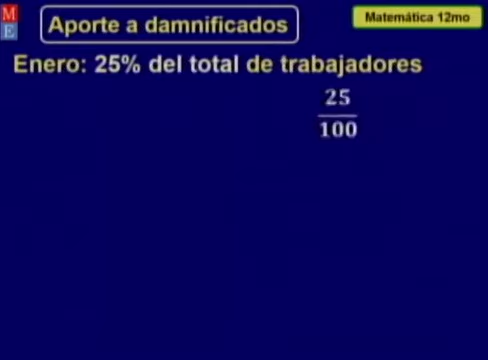 M
E
Aporte a damnificados
Matemática 12mo
Enero: 25% del total de trabajadores
25
100